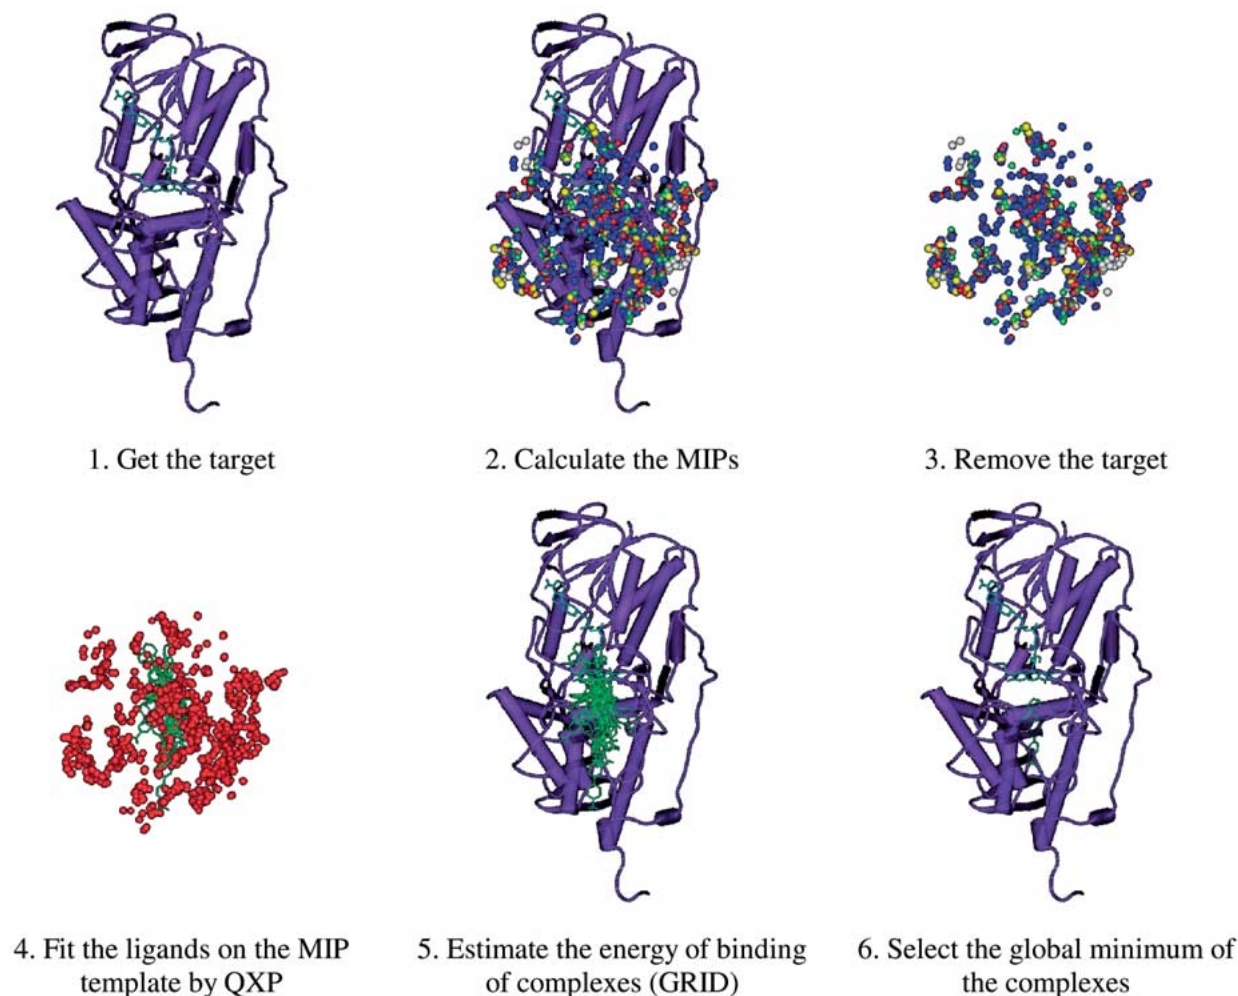 1. Get the target
2. Calculate the MIPs
3. Remove the target
4. Fit the ligands on the MIP
template by QXP
5. Estimate the energy of binding
of complexes (GRID)
6. Select the global minimum of
the complexes